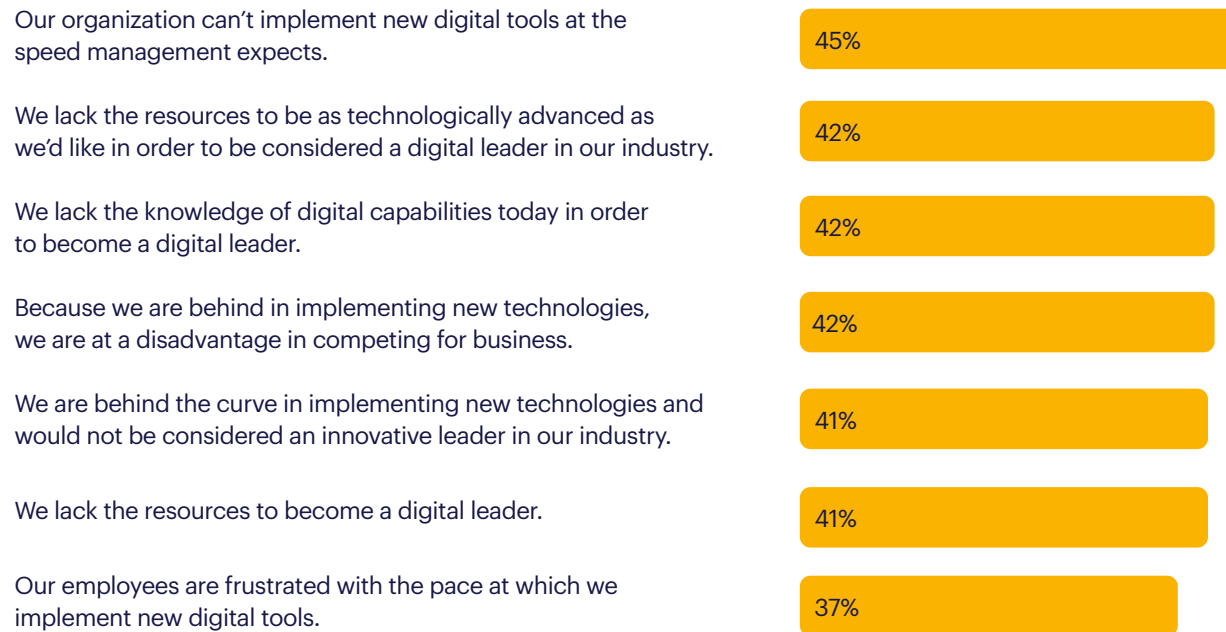 Our organization can’t implement new digital tools at the
speed management expects.
45%
We lack the resources to be as technologically advanced as
we’d like in order to be considered a digital leader in our industry.
42%
We lack the knowledge of digital capabilities today in order
to become a digital leader.
42%
Because we are behind in implementing new technologies,
we are at a disadvantage in competing for business.
42%
We are behind the curve in implementing new technologies and
would not be considered an innovative leader in our industry.
41%
We lack the resources to become a digital leader.
41%
Our employees are frustrated with the pace at which we
implement new digital tools.
37%